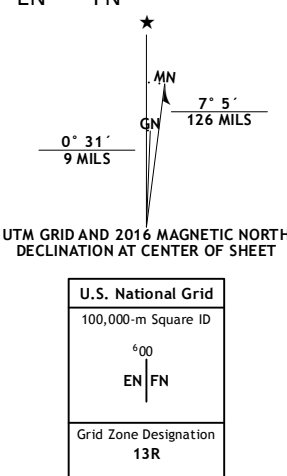 EN FN
★
MN
GN
7° 5´
126 MILS
0° 31´
9 MILS
UTM GRID AND 2016 MAGNETIC NORTH
DECLINATION AT CENTER OF SHEET
U.S. National Grid
100,000-m Square ID
⁶00
EN FN
Grid Zone Designation
13R